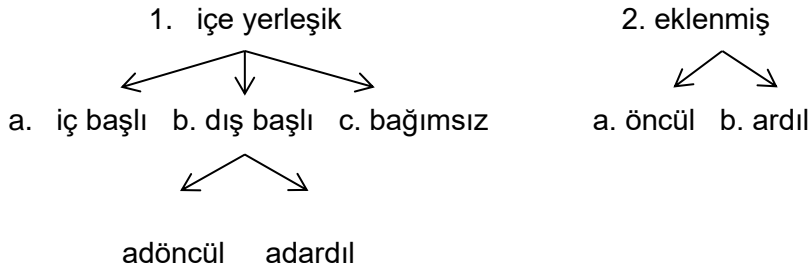 1. içe yerleşik 2. eklenmiş
a. iç başlı b. dış başlı c. bağımsız a. öncül b. ardıl
adöncül adardıl